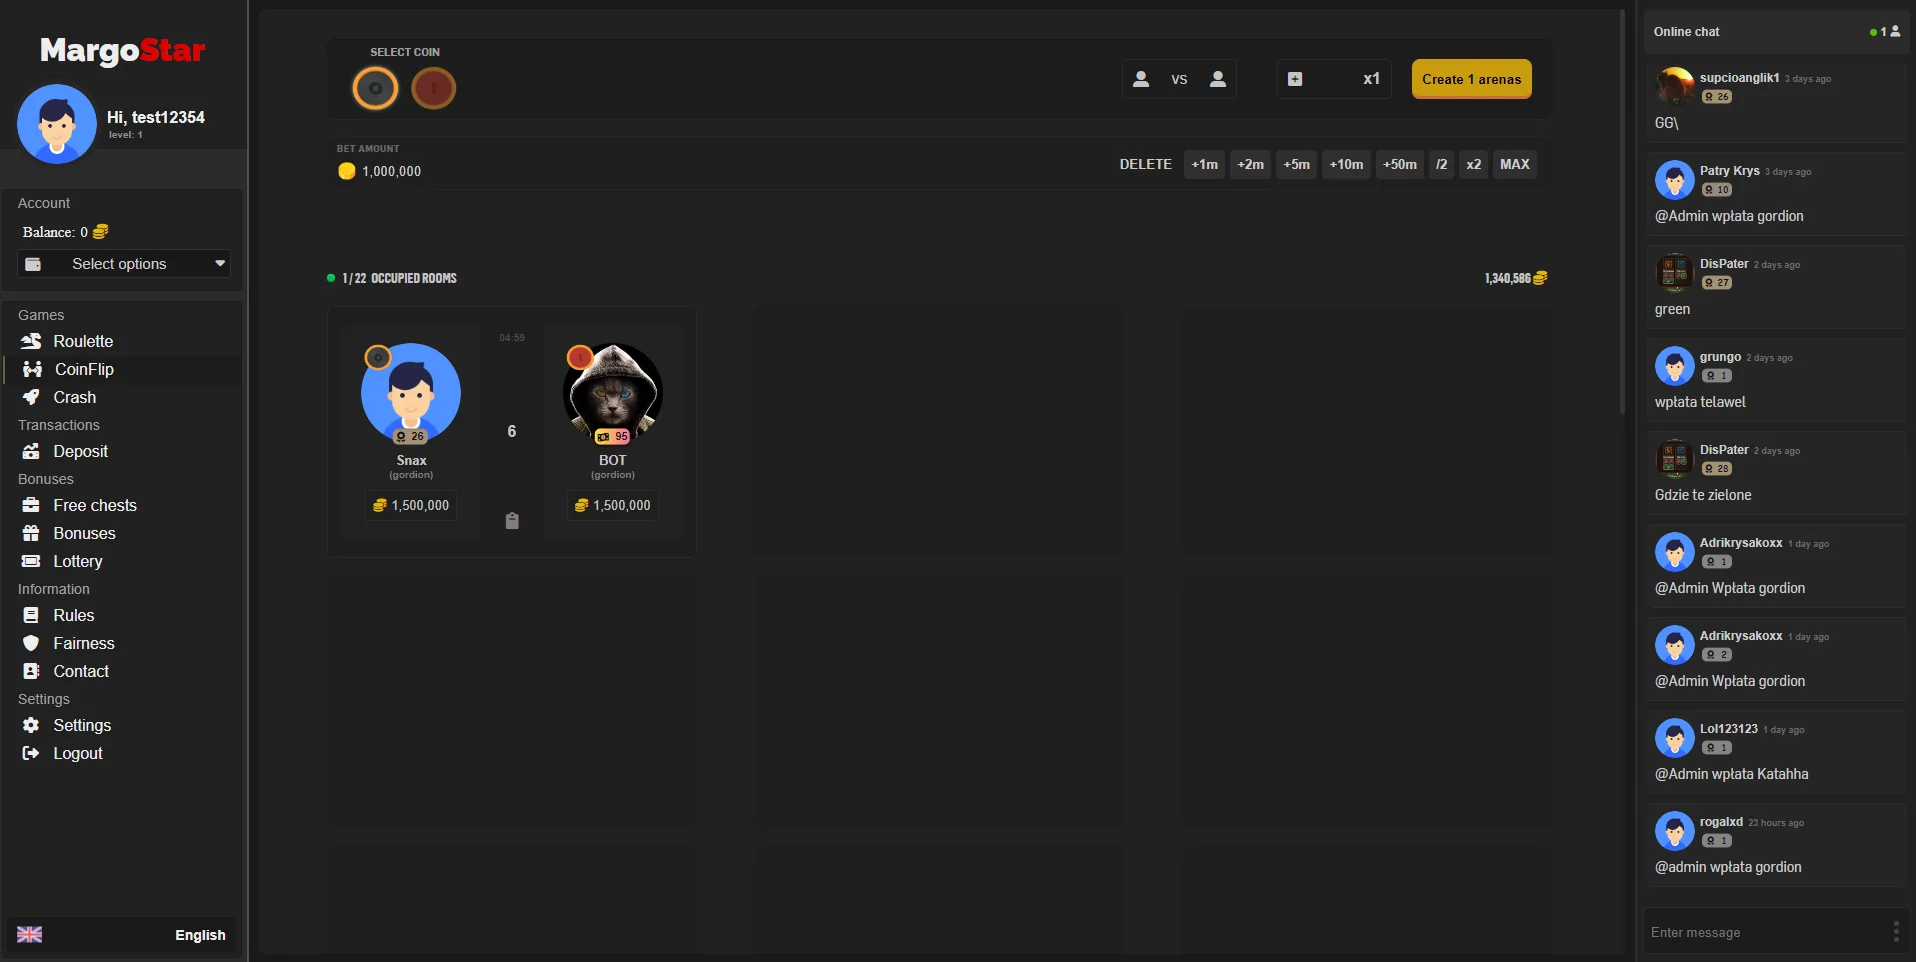 MargoStar
Hi, test12354
level: 1
Account
Balance: 0
Select options
Games
Roulette
CoinFlip
Crash
Transactions
Deposit
Bonuses
Free chests
Bonuses
Lottery
Information
Rules
Fairness
Contact
Settings
Settings
Logout
English
SELECT COIN
VS
x1
Create 1 arenas
BET AMOUNT
1,000,000
DELETE +1m +2m +5m +10m +50m /2 x2 MAX
1 / 22 OCCUPIED ROOMS
1,340,586
04:59
26
6
95
Snax
(gordion)
BOT
(gordion)
1,500,000
1,500,000
Online chat
1
supcioanglik1 3 days ago
26
GG\
Patry Krys 3 days ago
10
@Admin wpłata gordion
DisPater 2 days ago
27
green
grungo 2 days ago
1
wpłata telawel
DisPater 2 days ago
28
Gdzie te zielone
Adrikrysakoxx 1 day ago
1
@Admin Wpłata gordion
Adrikrysakoxx 1 day ago
2
@Admin Wpłata gordion
Lol123123 1 day ago
1
@Admin wpłata Katahha
rogalxd 23 hours ago
1
@admin wpłata gordion
Enter message